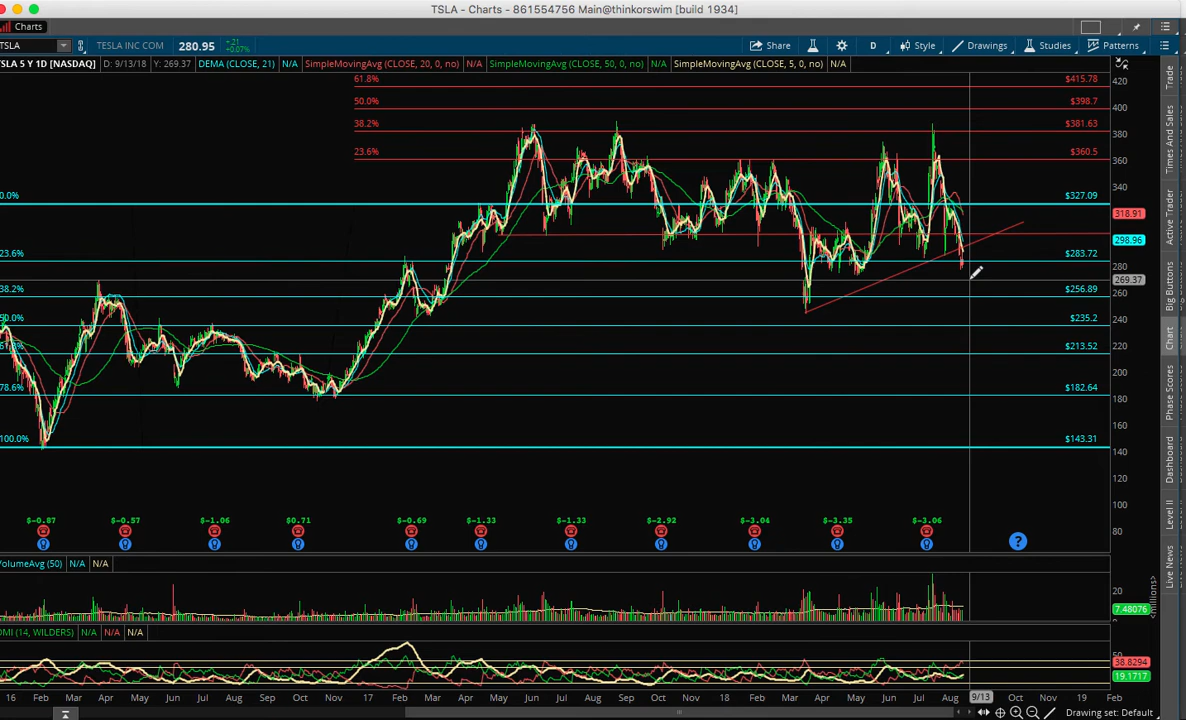 TSLA - Charts - 861554756 Main@thinkorswim [build 1934]
Charts
TSLA TESLA INC COM 280.95 +.21 +0.07% Share D Style Drawings Studies Patterns
TSLA 5 Y 1D [NASDAQ] D: 9/13/18 Y: 269.37 DEMA (CLOSE, 21) N/A SimpleMovingAvg (CLOSE, 20, 0, no) N/A SimpleMovingAvg (CLOSE, 50, 0, no) N/A SimpleMovingAvg (CLOSE, 5, 0, no) N/A
61.8% $415.78
50.0% $398.7
38.2% $381.63
23.6% $360.5
0.0% $327.09
23.6% $283.72
38.2% $256.89
50.0% $235.2
$213.52
78.6% $182.64
100.0% $143.31
420
400
360
340
318.91
298.96
280
269.37
260
240
220
200
180
160
140
120
100
80
$-0.87 $-0.57 $-1.06 $0.71 $-0.69 $-1.33 $-1.33 $-2.92 $-3.06 $-3.35 $-3.06
?
VolumeAvg (50) N/A N/A
20
7.48076
<millions>
DMI (14, WILDERS) N/A N/A N/A
50
38.8294
19.1717
16 Feb Mar Apr May Jun Jul Aug Sep Oct Nov 17 Feb Mar Apr May Jun Jul Aug Sep Oct Nov 18 Feb Mar Apr May Jun Jul Aug 9/13 Oct Nov 19 Feb
Drawing set: Default
Trade
Times And Sales
Active Trader
Big Buttons
Chart
Phase Scores
Dashboard
Level II
Live News